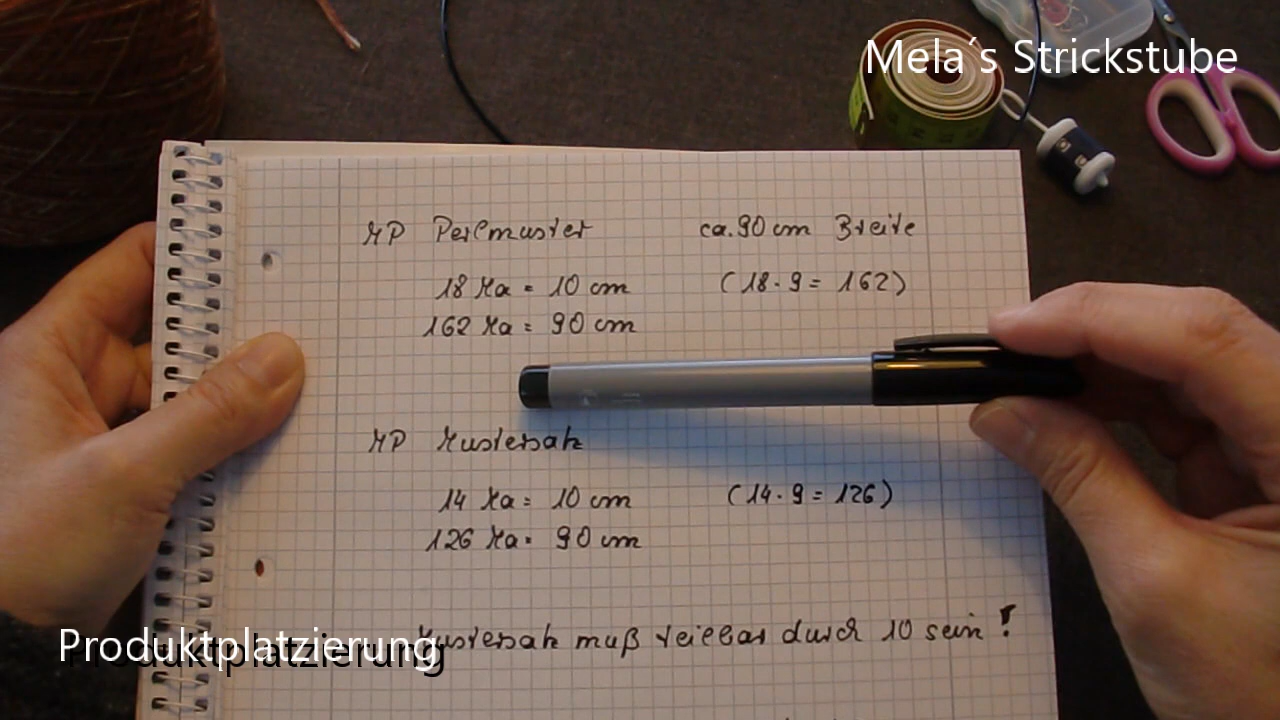 Mela´s Strickstube
MP Perlmuster ca. 90 cm Breite
18 Ma = 10 cm (18 · 9 = 162)
162 Ma = 90 cm
MP Mustersatz
14 Ma = 10 cm (14 · 9 = 126)
126 Ma = 90 cm
Mustersatz muß teilbar durch 10 sein !
Produktplatzierung